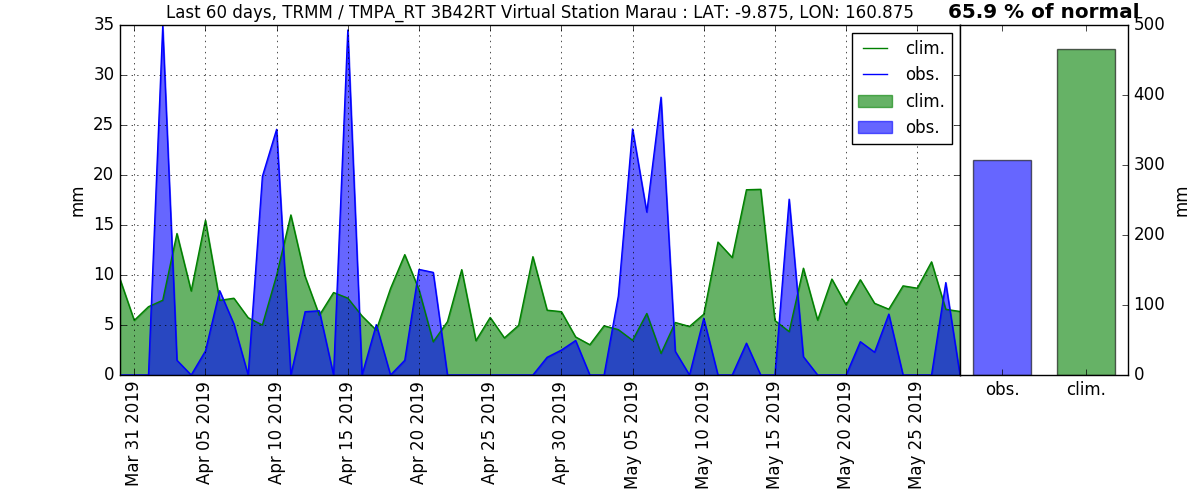 Last 60 days, TRMM / TMPA_RT 3B42RT Virtual Station Marau : LAT: -9.875, LON: 160.875
65.9 % of normal
35
30
25
20
15
10
5
0
mm
clim.
obs.
clim.
obs.
Mar 31 2019
Apr 05 2019
Apr 10 2019
Apr 15 2019
Apr 20 2019
Apr 25 2019
Apr 30 2019
May 05 2019
May 10 2019
May 15 2019
May 20 2019
May 25 2019
500
400
300
200
100
0
mm
obs.
clim.